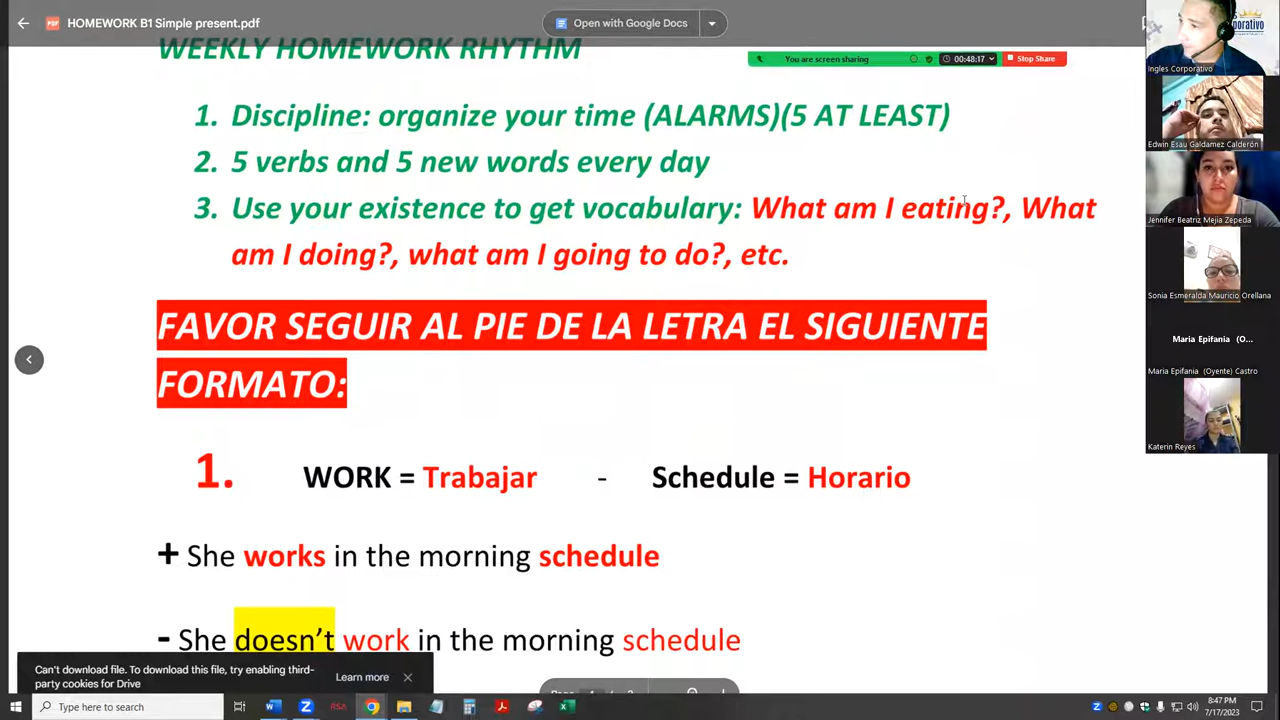 HOMEWORK B1 Simple present.pdf
Open with Google Docs
WEEKLY HOMEWORK RHYTHM
You are screen sharing
00:48:17
Stop Share
1. Discipline: organize your time (ALARMS)(5 AT LEAST)
2. 5 verbs and 5 new words every day
3. Use your existence to get vocabulary: What am I eating?, What
am I doing?, what am I going to do?, etc.
FAVOR SEGUIR AL PIE DE LA LETRA EL SIGUIENTE
FORMATO:
1. WORK = Trabajar - Schedule = Horario
+ She works in the morning schedule
- She doesn't work in the morning schedule
Can't download file. To download this file, try enabling third-
party cookies for Drive
Learn more
Ingles Corporativo
Edwin Esau Galdamez Calderón
Jennifer Beatriz Mejia Zepeda
Sonia Esmeralda Mauricio Orellana
Maria Epifania (O...
Maria Epifania (Oyente) Castro
Katerin Reyes
Type here to search
RSA
8:47 PM
7/17/2023